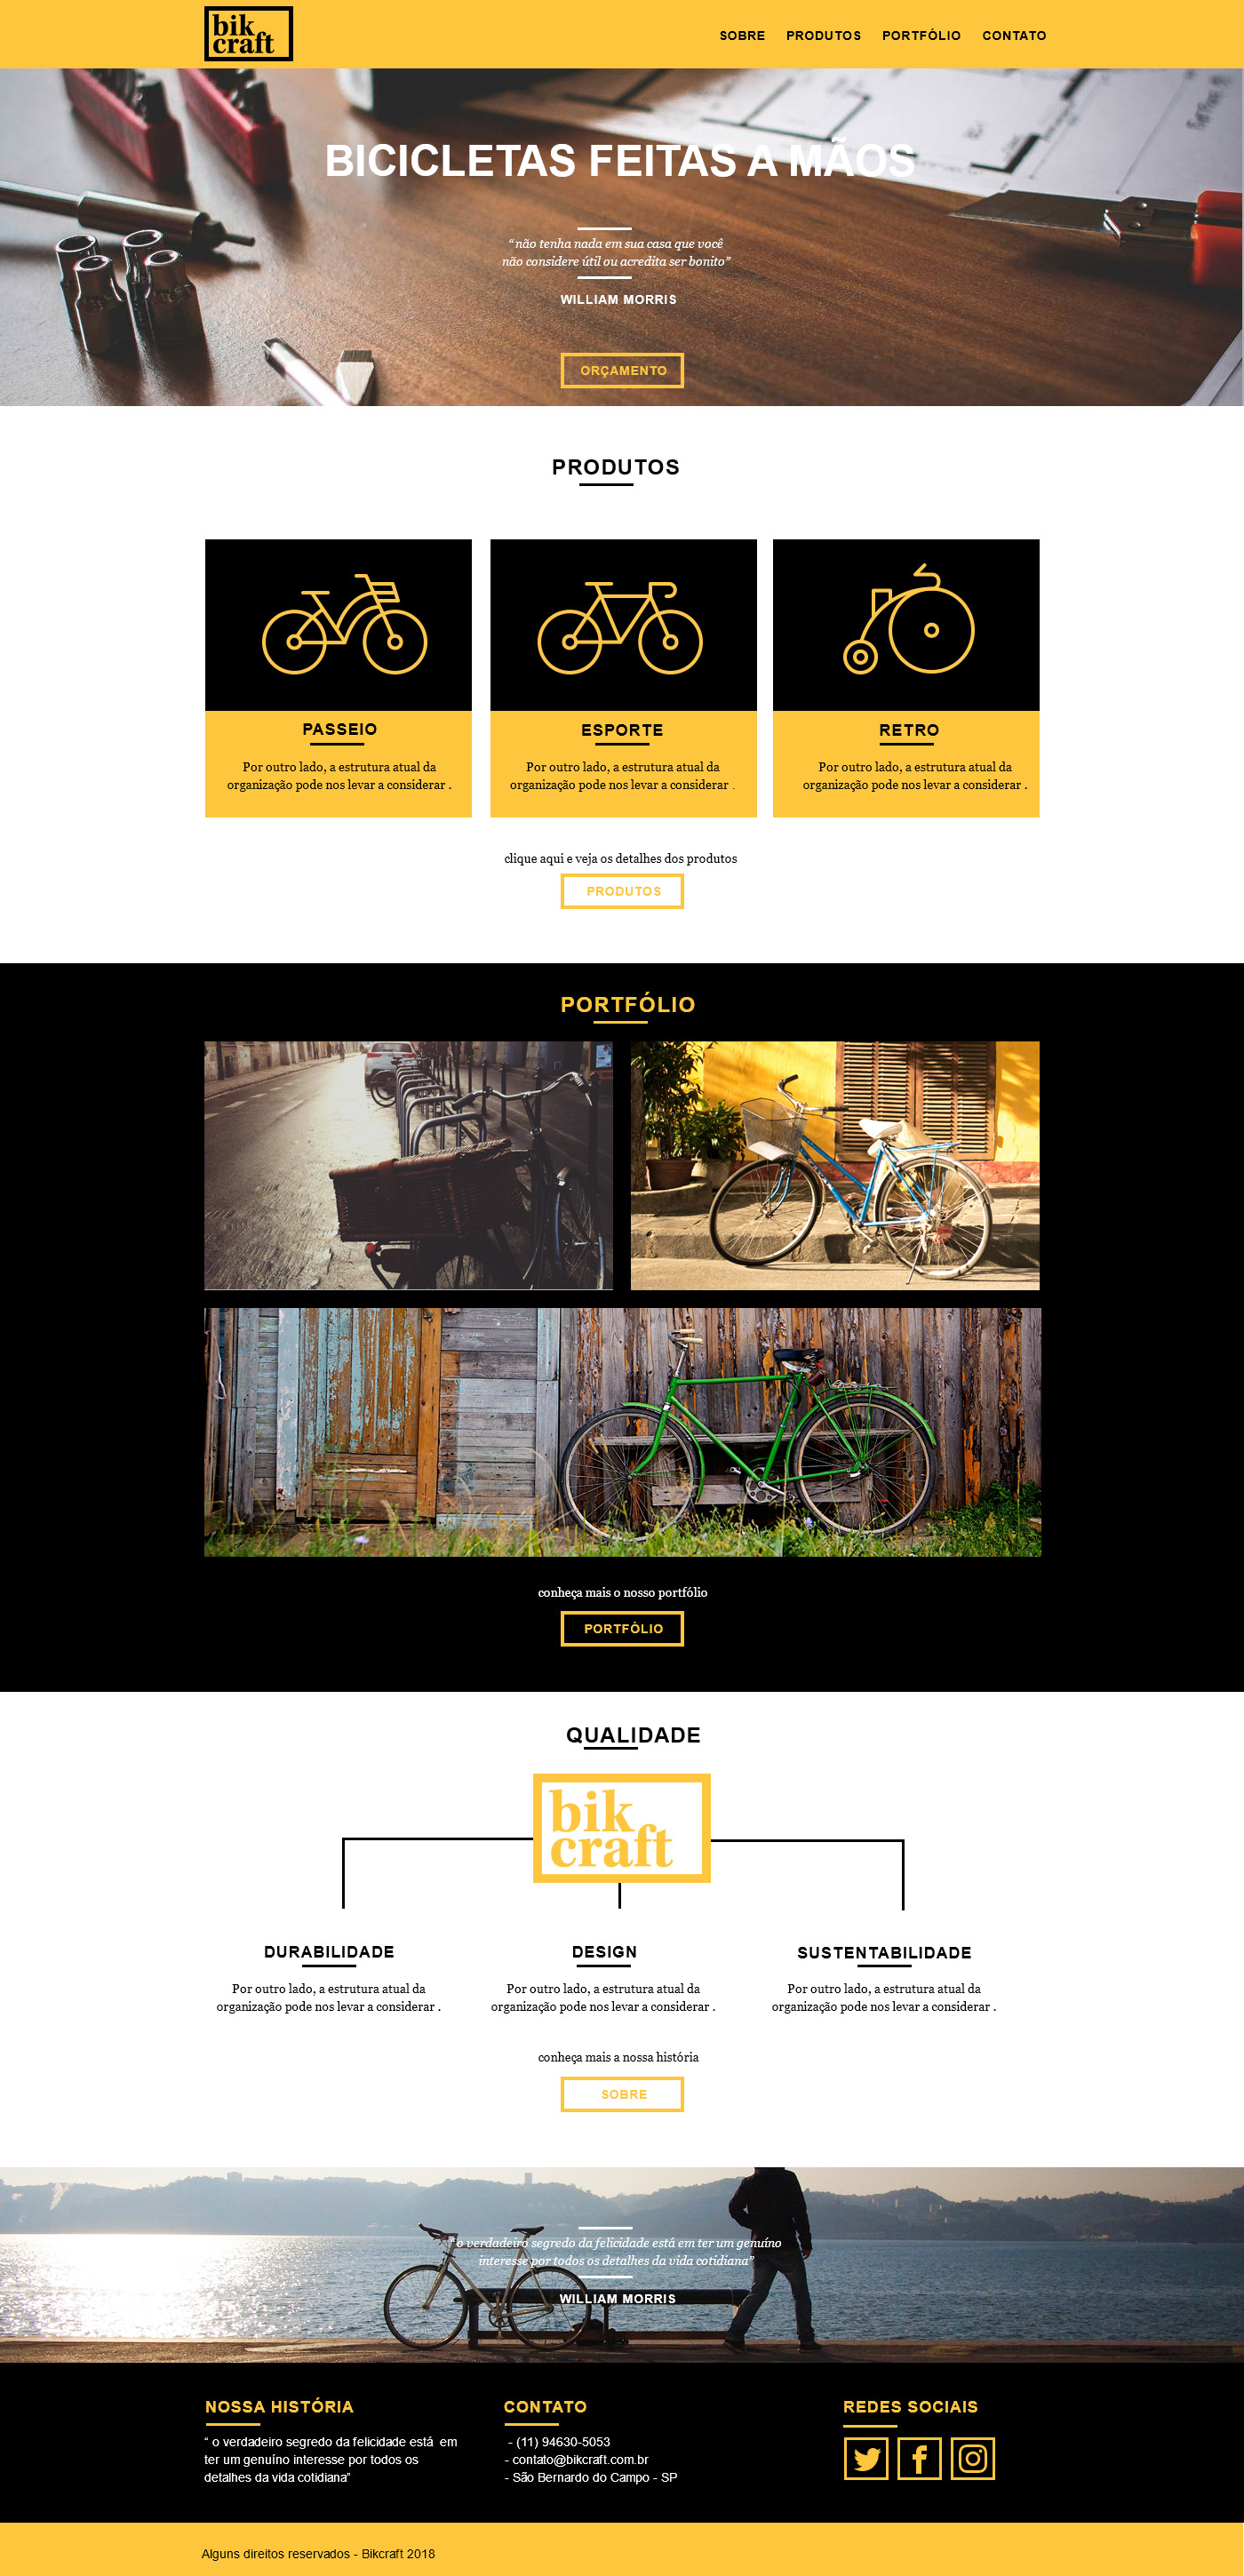 bik
craft
SOBRE PRODUTOS PORTFÓLIO CONTATO
BICICLETAS FEITAS A MÃOS
“não tenha nada em sua casa que você
não considere útil ou acredita ser bonito”
WILLIAM MORRIS
ORÇAMENTO
PRODUTOS
PASSEIO
Por outro lado, a estrutura atual da
organização pode nos levar a considerar .
ESPORTE
Por outro lado, a estrutura atual da
organização pode nos levar a considerar .
RETRO
Por outro lado, a estrutura atual da
organização pode nos levar a considerar .
clique aqui e veja os detalhes dos produtos
PRODUTOS
PORTFÓLIO
conheça mais o nosso portfólio
PORTFÓLIO
QUALIDADE
bik
craft
DURABILIDADE
Por outro lado, a estrutura atual da
organização pode nos levar a considerar .
DESIGN
Por outro lado, a estrutura atual da
organização pode nos levar a considerar .
SUSTENTABILIDADE
Por outro lado, a estrutura atual da
organização pode nos levar a considerar .
conheça mais a nossa história
SOBRE
“o verdadeiro segredo da felicidade está em ter um genuíno
interesse por todos os detalhes da vida cotidiana”
WILLIAM MORRIS
NOSSA HISTÓRIA
“ o verdadeiro segredo da felicidade está em
ter um genuíno interesse por todos os
detalhes da vida cotidiana”
CONTATO
- (11) 94630-5053
- contato@bikcraft.com.br
- São Bernardo do Campo - SP
REDES SOCIAIS
Alguns direitos reservados - Bikcraft 2018